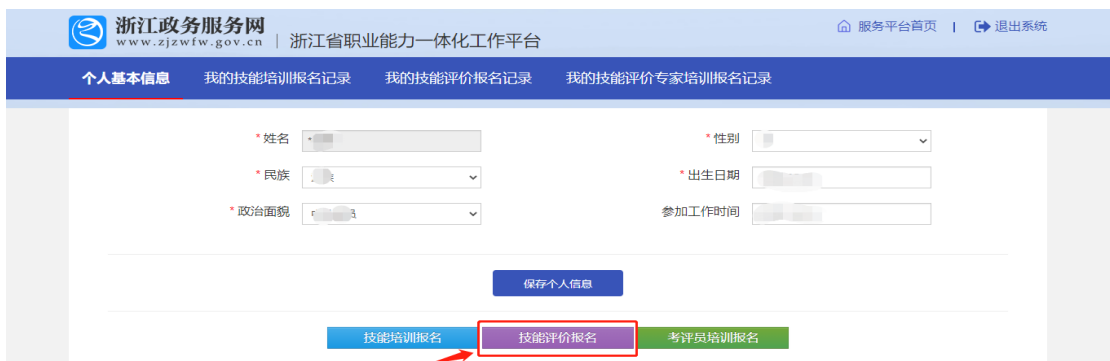 浙江政务服务网
www.zjzwfw.gov.cn | 浙江省职业能力一体化工作平台
服务平台首页 | 退出系统
个人基本信息 我的技能培训报名记录 我的技能评价报名记录 我的技能评价专家培训报名记录
*姓名 *性别
*民族 *出生日期
*政治面貌 员 参加工作时间
保存个人信息
技能培训报名 技能评价报名 考评员培训报名